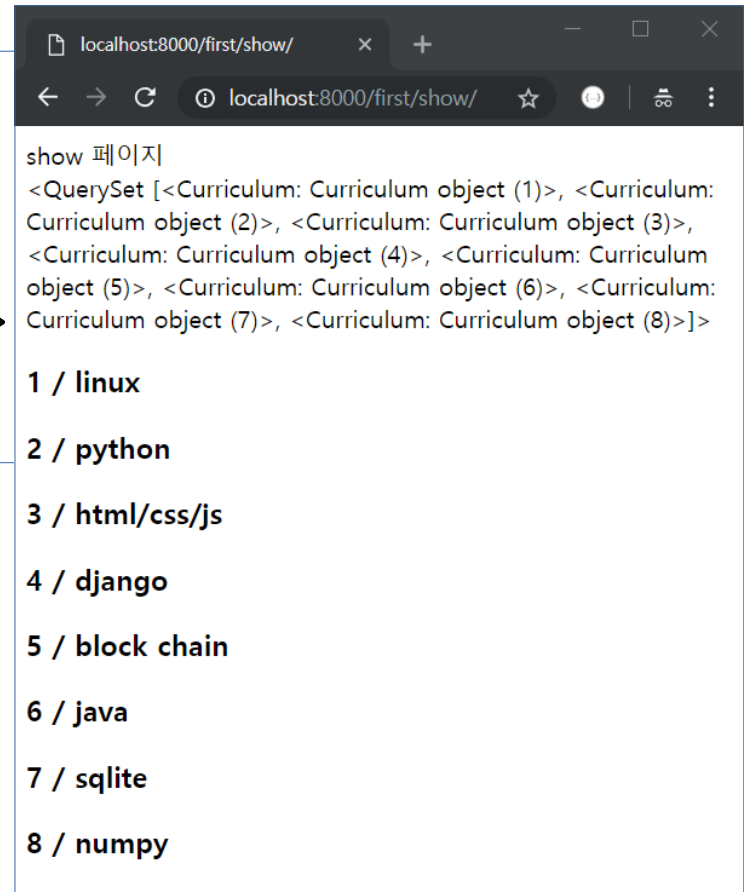 localhost:8000/first/show/
localhost:8000/first/show/
show 페이지
<QuerySet [<Curriculum: Curriculum object (1)>, <Curriculum:
Curriculum object (2)>, <Curriculum: Curriculum object (3)>,
<Curriculum: Curriculum object (4)>, <Curriculum: Curriculum
object (5)>, <Curriculum: Curriculum object (6)>, <Curriculum:
Curriculum object (7)>, <Curriculum: Curriculum object (8)>]>
1 / linux
2 / python
3 / html/css/js
4 / django
5 / block chain
6 / java
7 / sqlite
8 / numpy